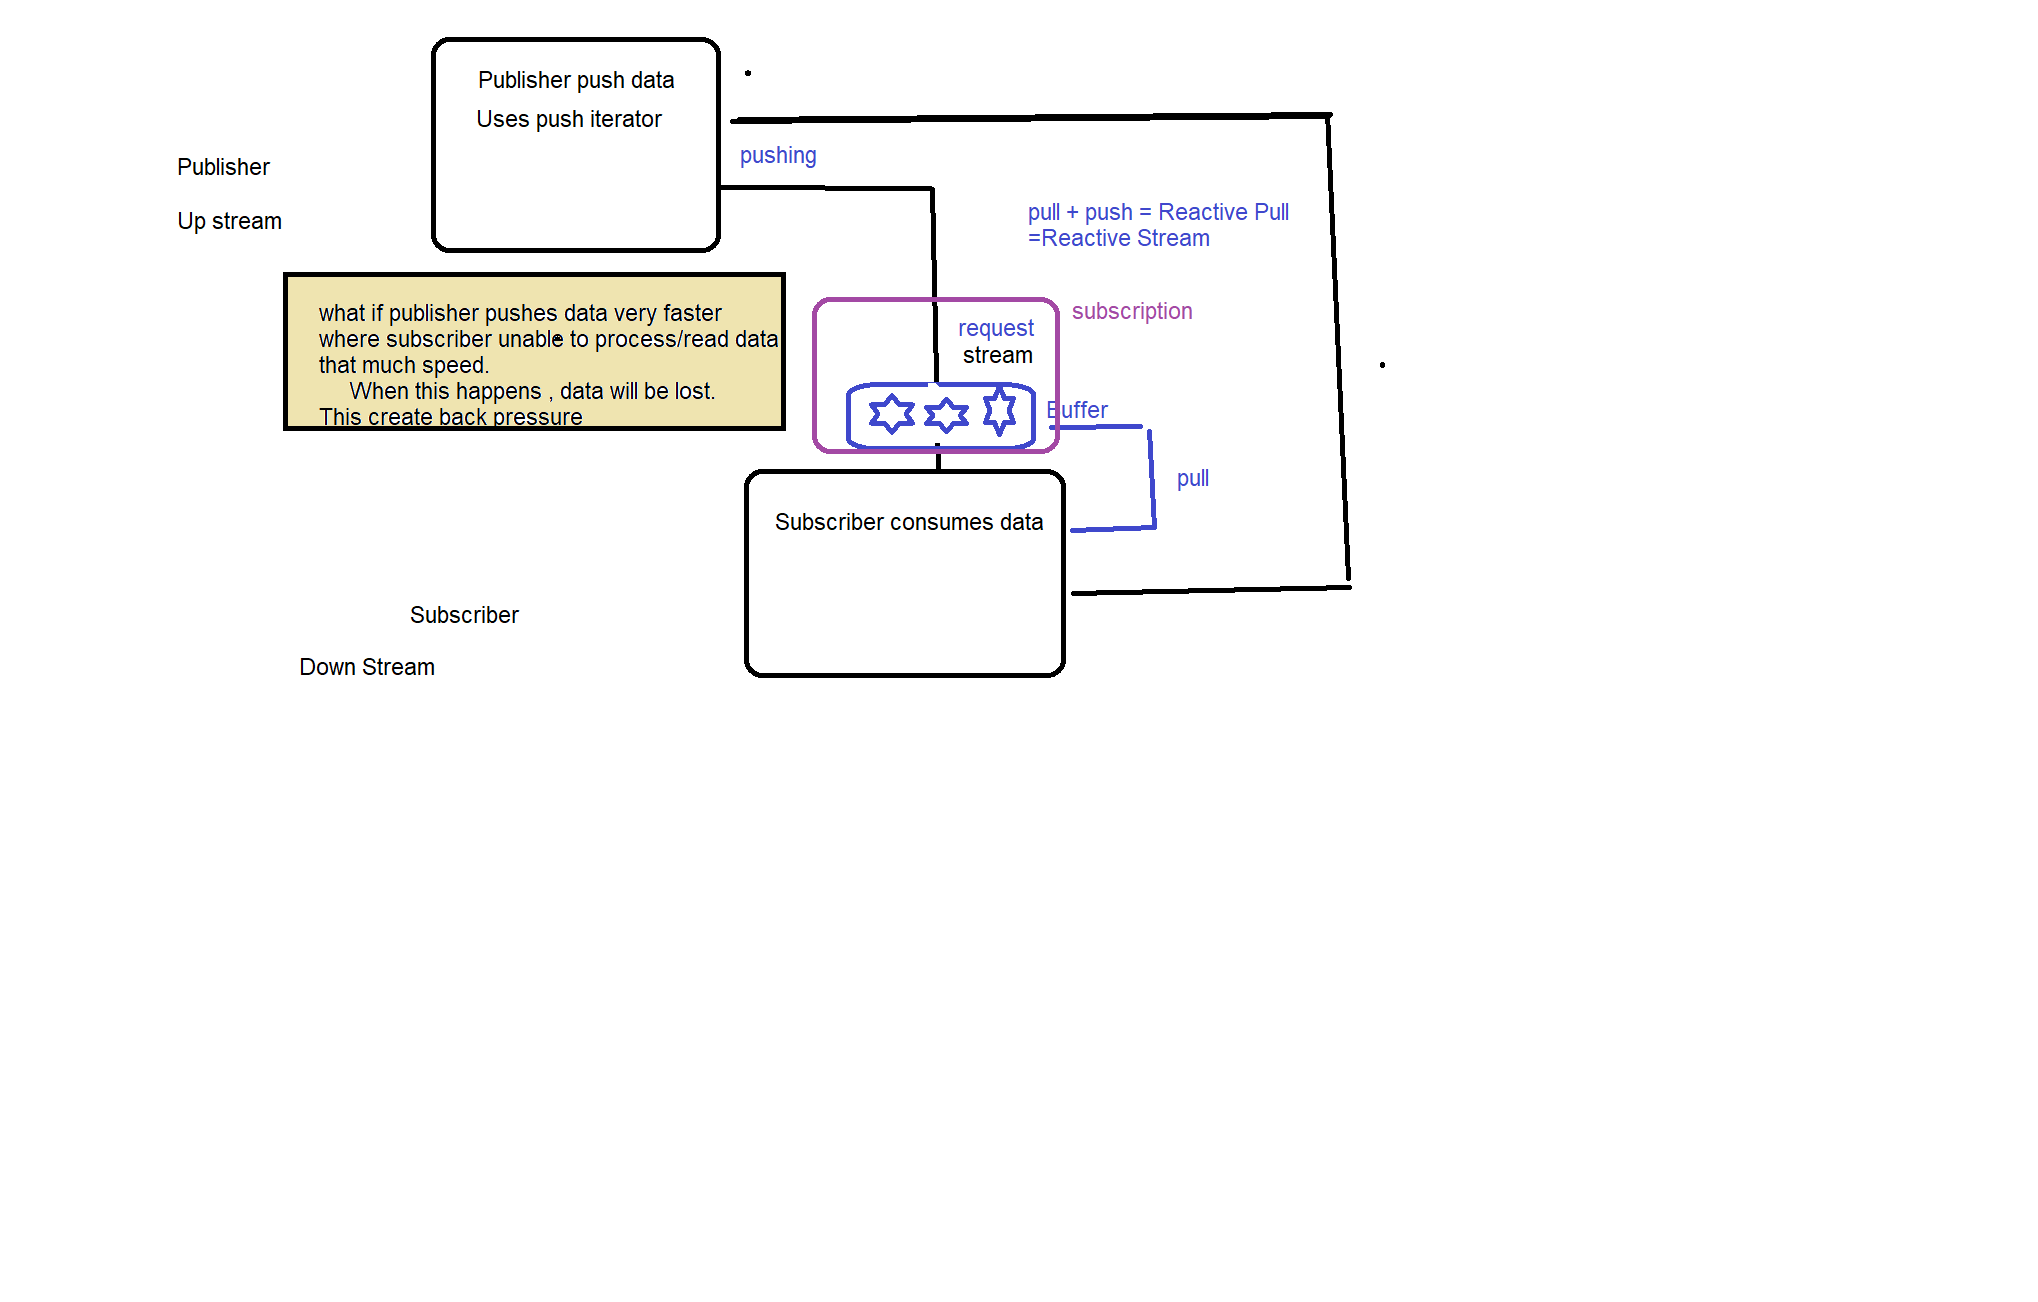 Publisher push data
Uses push iterator
pushing
Publisher
Up stream
pull + push = Reactive Pull
=Reactive Stream
what if publisher pushes data very faster
where subscriber unable to process/read data
that much speed.
When this happens , data will be lost.
This create back pressure
subscription
request
stream
Buffer
pull
Subscriber consumes data
Subscriber
Down Stream